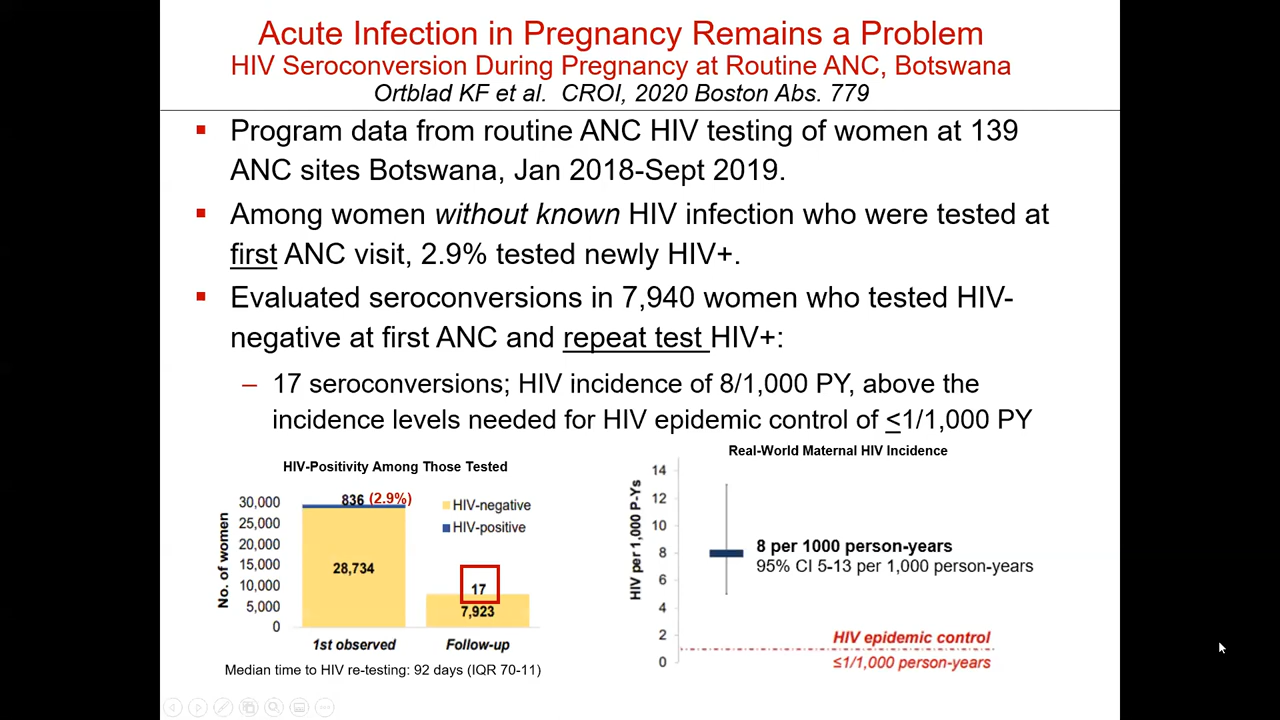 Acute Infection in Pregnancy Remains a Problem
HIV Seroconversion During Pregnancy at Routine ANC, Botswana
Ortblad KF et al. CROI, 2020 Boston Abs. 779
▪ Program data from routine ANC HIV testing of women at 139
ANC sites Botswana, Jan 2018-Sept 2019.
▪ Among women without known HIV infection who were tested at
first ANC visit, 2.9% tested newly HIV+.
▪ Evaluated seroconversions in 7,940 women who tested HIV-
negative at first ANC and repeat test HIV+:
– 17 seroconversions; HIV incidence of 8/1,000 PY, above the
incidence levels needed for HIV epidemic control of ≤1/1,000 PY
HIV-Positivity Among Those Tested
No. of women
30,000
25,000
20,000
15,000
10,000
5,000
0
836 (2.9%)
28,734
17
7,923
HIV-negative
HIV-positive
1st observed
Follow-up
Median time to HIV re-testing: 92 days (IQR 70-11)
Real-World Maternal HIV Incidence
HIV per 1,000 P-Ys
14
12
10
8
6
4
2
0
8 per 1000 person-years
95% CI 5-13 per 1,000 person-years
HIV epidemic control
≤1/1,000 person-years